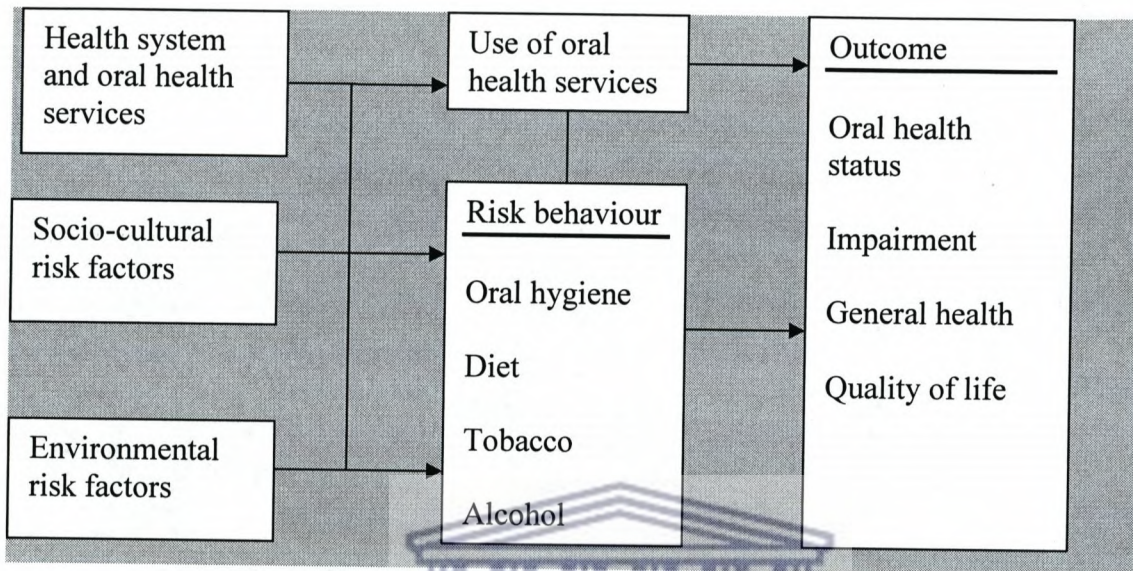 Health system
and oral health
services
Socio-cultural
risk factors
Environmental
risk factors
Use of oral
health services
Risk behaviour
Oral hygiene
Diet
Tobacco
Alcohol
Outcome
Oral health
status
Impairment
General health
Quality of life